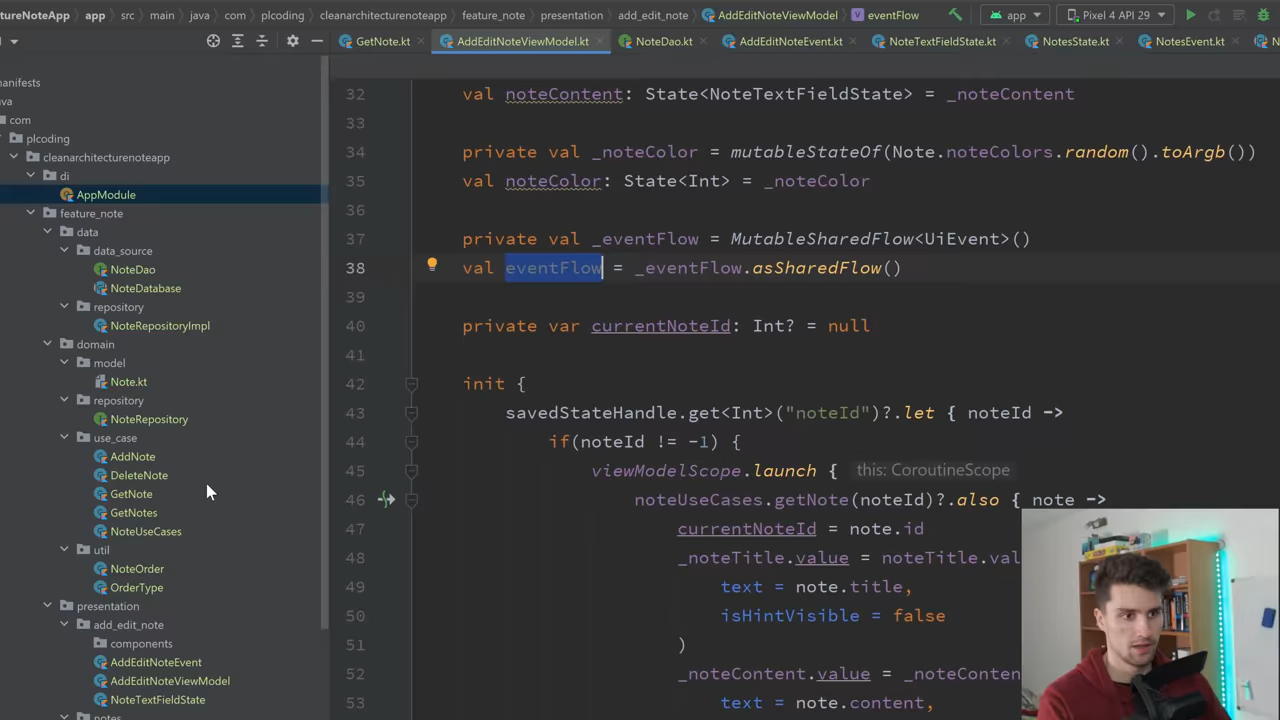 tureNoteApp app src main java com plcoding cleanarchitecturenoteapp feature_note presentation add_edit_note AddEditNoteViewModel eventFlow app Pixel 4 API 29
GetNote.kt AddEditNoteViewModel.kt NoteDao.kt AddEditNoteEvent.kt NoteTextFieldState.kt NotesState.kt NotesEvent.kt N
anifests
va
com
plcoding
cleanarchitecturenoteapp
di
AppModule
feature_note
data
data_source
NoteDao
NoteDatabase
repository
NoteRepositoryImpl
domain
model
Note.kt
repository
NoteRepository
use_case
AddNote
DeleteNote
GetNote
GetNotes
NoteUseCases
util
NoteOrder
OrderType
presentation
add_edit_note
components
AddEditNoteEvent
AddEditNoteViewModel
NoteTextFieldState
notes
32 val noteContent: State<NoteTextFieldState> = _noteContent
33
34 private val _noteColor = mutableStateOf(Note.noteColors.random().toArgb())
35 val noteColor: State<Int> = _noteColor
36
37 private val _eventFlow = MutableSharedFlow<UiEvent>()
38 val eventFlow = _eventFlow.asSharedFlow()
39
40 private var currentNoteId: Int? = null
41
42 init {
43 savedStateHandle.get<Int>("noteId")?.let { noteId ->
44 if(noteId != -1) {
45 viewModelScope.launch { this: CoroutineScope
46 noteUseCases.getNote(noteId)?.also { note ->
47 currentNoteId = note.id
48 _noteTitle.value = noteTitle.val
49 text = note.title,
50 isHintVisible = false
51 )
52 _noteContent.value = _noteContent
53 text = note.content,